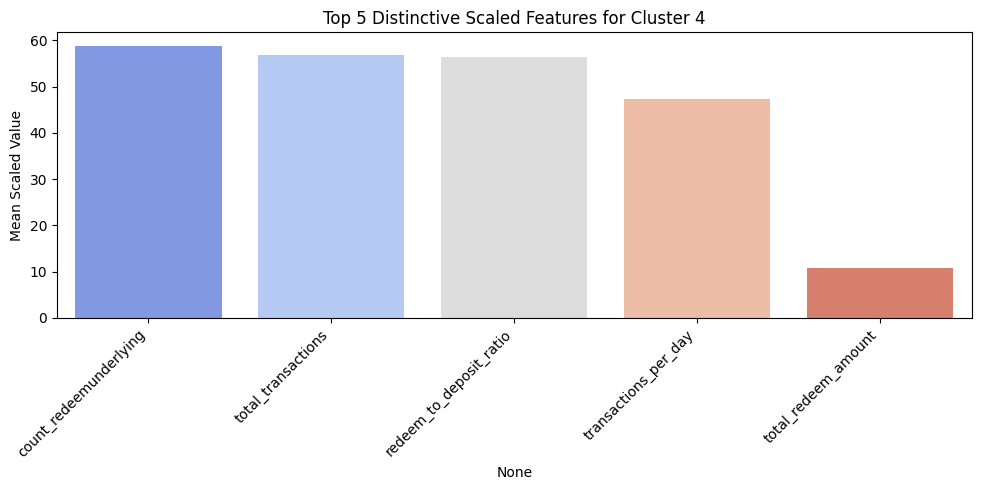 Top 5 Distinctive Scaled Features for Cluster 4
Mean Scaled Value
60
50
40
30
20
10
0
count_redeemunderlying
total_transactions
redeem_to_deposit_ratio
transactions_per_day
total_redeem_amount
None